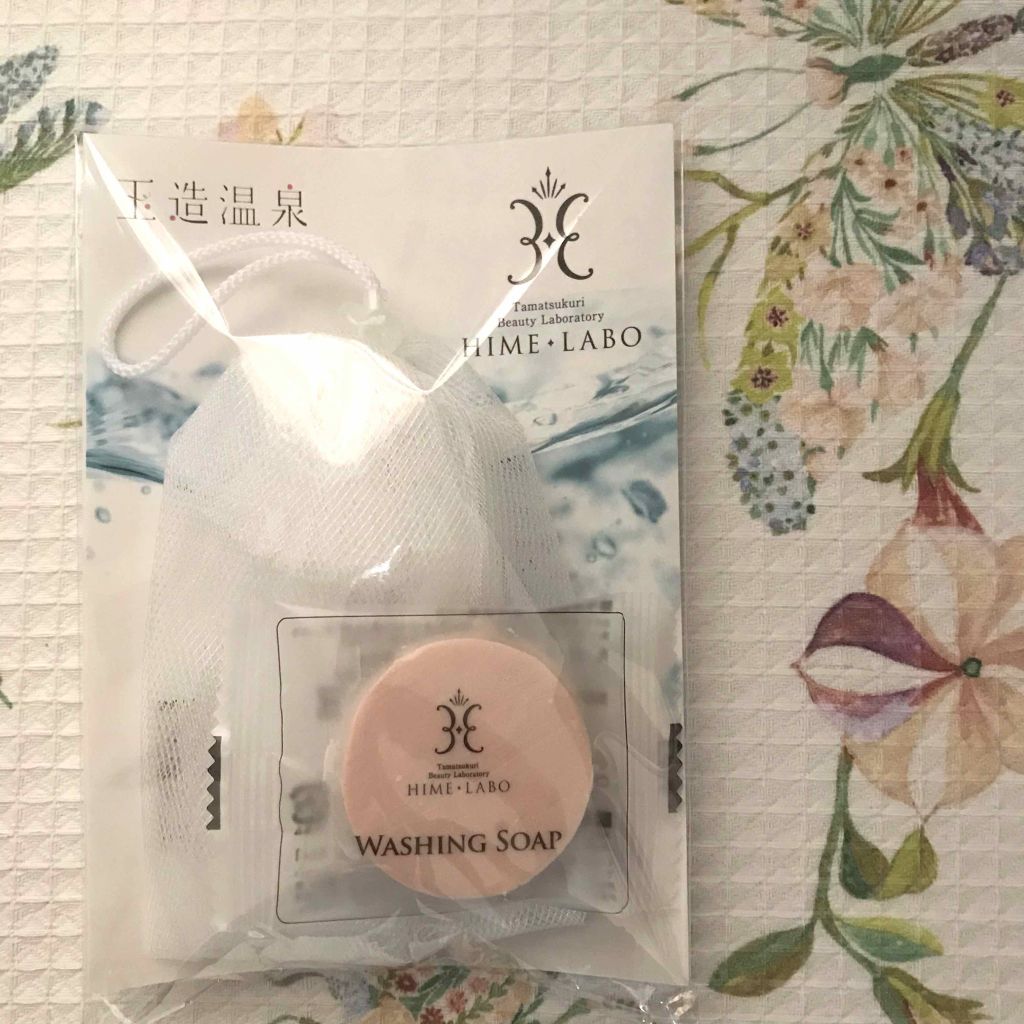 玉造温泉
Tamatsukuri
Beauty Laboratory
HIME・LABO
Tamatsukuri
Beauty Laboratory
HIME・LABO
WASHING SOAP